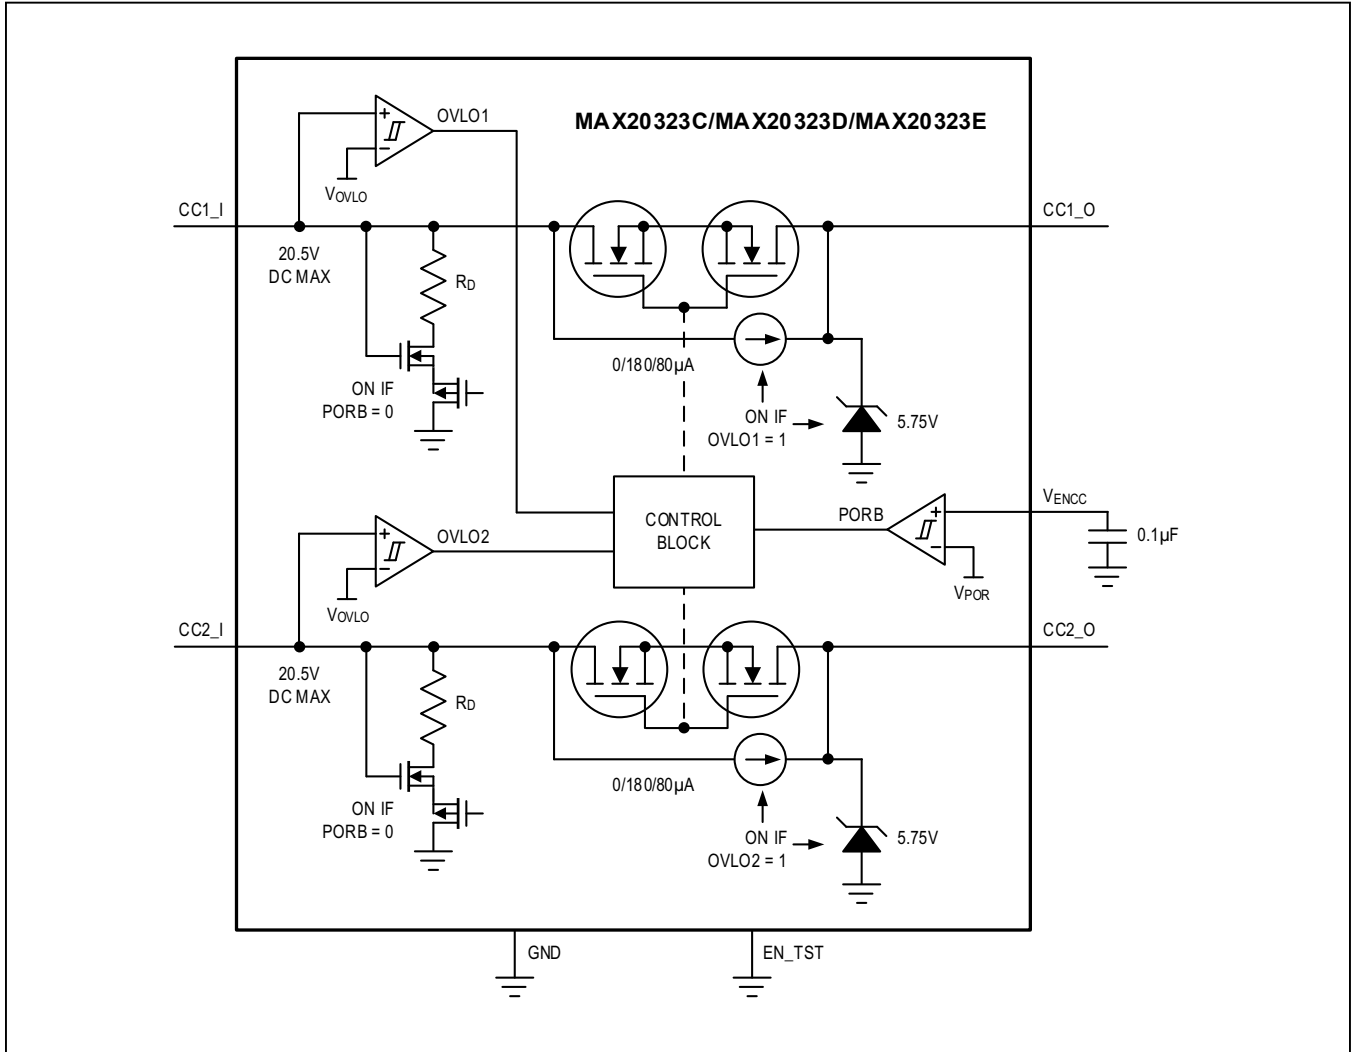 MAX20323C/MAX20323D/MAX20323E
OVLO1
+
-
VOVLO
CC1_I
CC1_O
20.5V
DC MAX
RD
0/180/80µA
ON IF
PORB = 0
ON IF
OVLO1 = 1
5.75V
CONTROL
BLOCK
PORB
+
-
VENCC
0.1µF
VPOR
OVLO2
+
-
VOVLO
CC2_I
CC2_O
20.5V
DC MAX
RD
0/180/80µA
ON IF
PORB = 0
ON IF
OVLO2 = 1
5.75V
GND
EN_TST